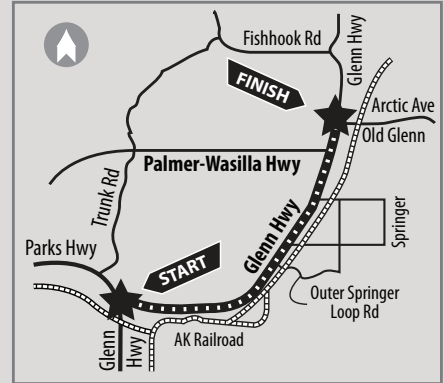 Fishhook Rd
Glenn Hwy
FINISH
Arctic Ave
Old Glenn
Palmer-Wasilla Hwy
Trunk Rd
Glenn Hwy
Springer
Parks Hwy
START
Outer Springer
Loop Rd
AK Railroad
Glenn
Hwy